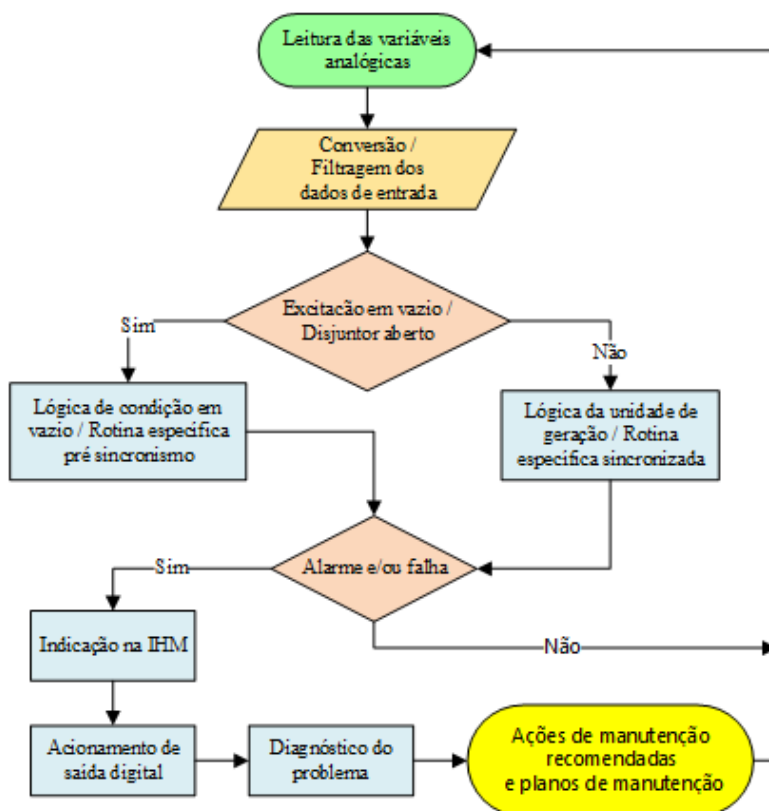 Leitura das variáveis
analógicas
Conversão /
Filtragem dos
dados de entrada
Excitacão em vazio /
Disjuntor aberto
Sim
Não
Lógica de condição em
vazio / Rotina especifica
pré sincronismo
Lógica da unidade de
geração / Rotina
especifica sincronizada
Alarme e/ou falha
Sim
Não
Indicação na IHM
Acionamento de
saída digital
Diagnóstico do
problema
Ações de manutenção
recomendadas
e planos de manutenção